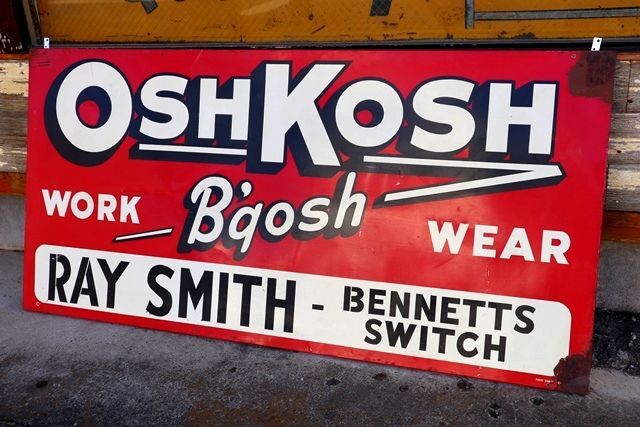 OSHKOSH
B'gosh
WORK WEAR
RAY SMITH - BENNETTS
SWITCH